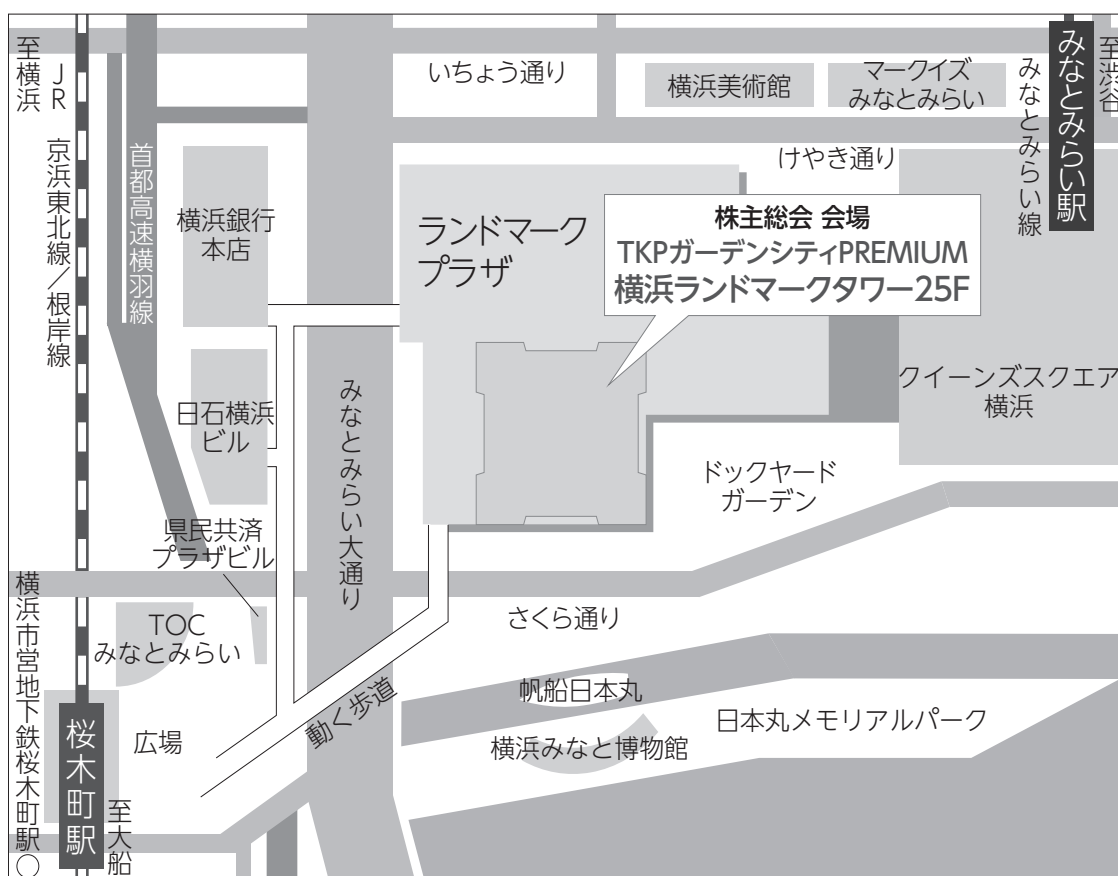 至横浜
JR
京浜東北線／根岸線
首都高速横羽線
いちょう通り
横浜美術館
マークイズ
みなとみらい
みなとみらい線
みなとみらい駅
至渋谷
けやき通り
横浜銀行
本店
ランドマーク
プラザ
株主総会 会場
TKPガーデンシティPREMIUM
横浜ランドマークタワー25F
クイーンズスクエア
横浜
日石横浜
ビル
みなとみらい大通り
ドックヤード
ガーデン
県民共済
プラザビル
さくら通り
TOC
みなとみらい
横浜市営地下鉄桜木町駅○
桜木町駅
広場
至大船
動く歩道
帆船日本丸
横浜みなと博物館
日本丸メモリアルパーク